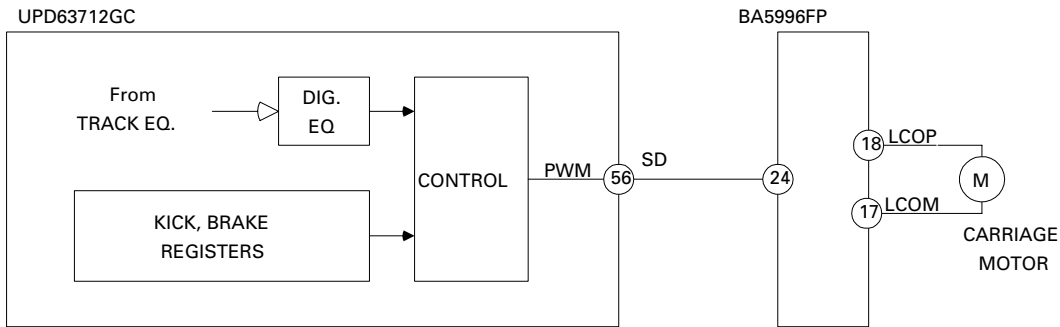 UPD63712GC
BA5996FP
From
TRACK EQ.
DIG.
EQ
CONTROL
KICK, BRAKE
REGISTERS
PWM
56
SD
24
18
LCOP
17
LCOM
M
CARRIAGE
MOTOR